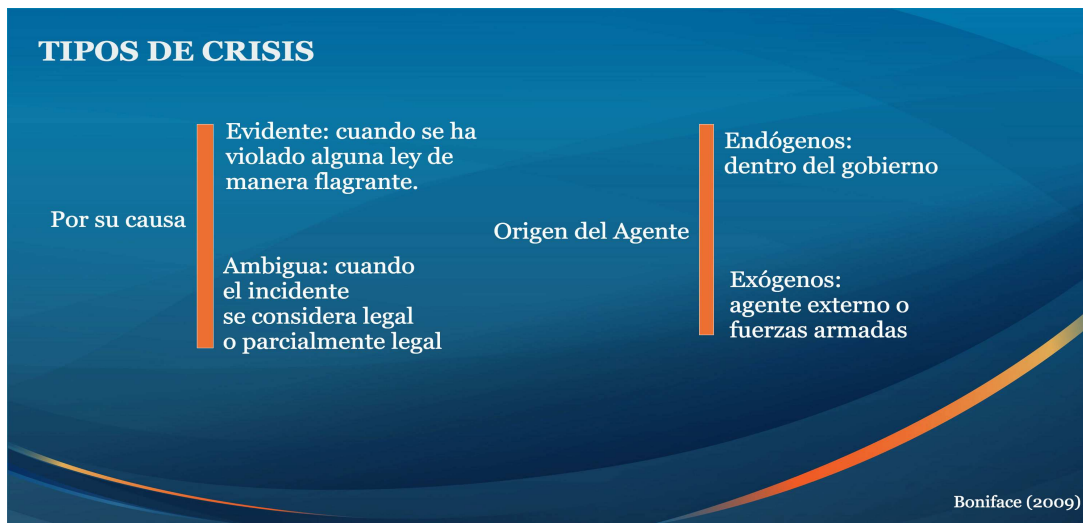 TIPOS DE CRISIS
Por su causa
Evidente: cuando se ha
violado alguna ley de
manera flagrante.
Ambigua: cuando
el incidente
se considera legal
o parcialmente legal
Origen del Agente
Endógenos:
dentro del gobierno
Exógenos:
agente externo o
fuerzas armadas
Boniface (2009)